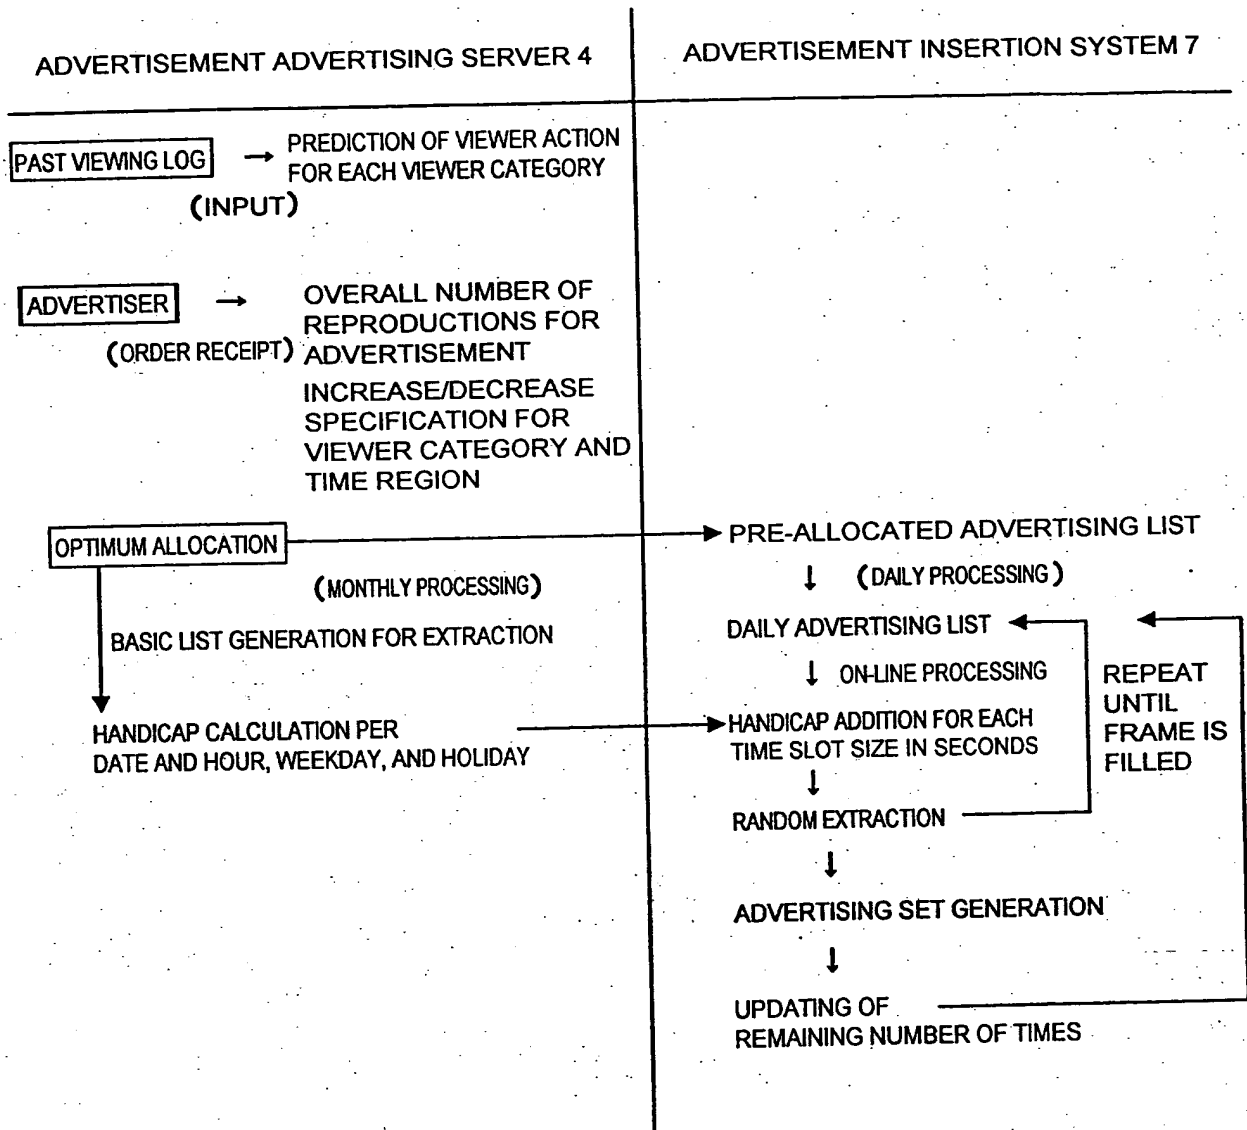 ADVERTISEMENT ADVERTISING SERVER 4
ADVERTISEMENT INSERTION SYSTEM 7
PAST VIEWING LOG →
PREDICTION OF VIEWER ACTION
FOR EACH VIEWER CATEGORY
(INPUT)
ADVERTISER →
(ORDER RECEIPT)
OVERALL NUMBER OF
REPRODUCTIONS FOR
ADVERTISEMENT
INCREASE/DECREASE
SPECIFICATION FOR
VIEWER CATEGORY AND
TIME REGION
OPTIMUM ALLOCATION
(MONTHLY PROCESSING)
BASIC LIST GENERATION FOR EXTRACTION
HANDICAP CALCULATION PER
DATE AND HOUR, WEEKDAY, AND HOLIDAY
PRE-ALLOCATED ADVERTISING LIST
↓ (DAILY PROCESSING)
DAILY ADVERTISING LIST
↓ ON-LINE PROCESSING
HANDICAP ADDITION FOR EACH
TIME SLOT SIZE IN SECONDS
↓
RANDOM EXTRACTION
↓
ADVERTISING SET GENERATION
↓
UPDATING OF
REMAINING NUMBER OF TIMES
REPEAT
UNTIL
FRAME IS
FILLED